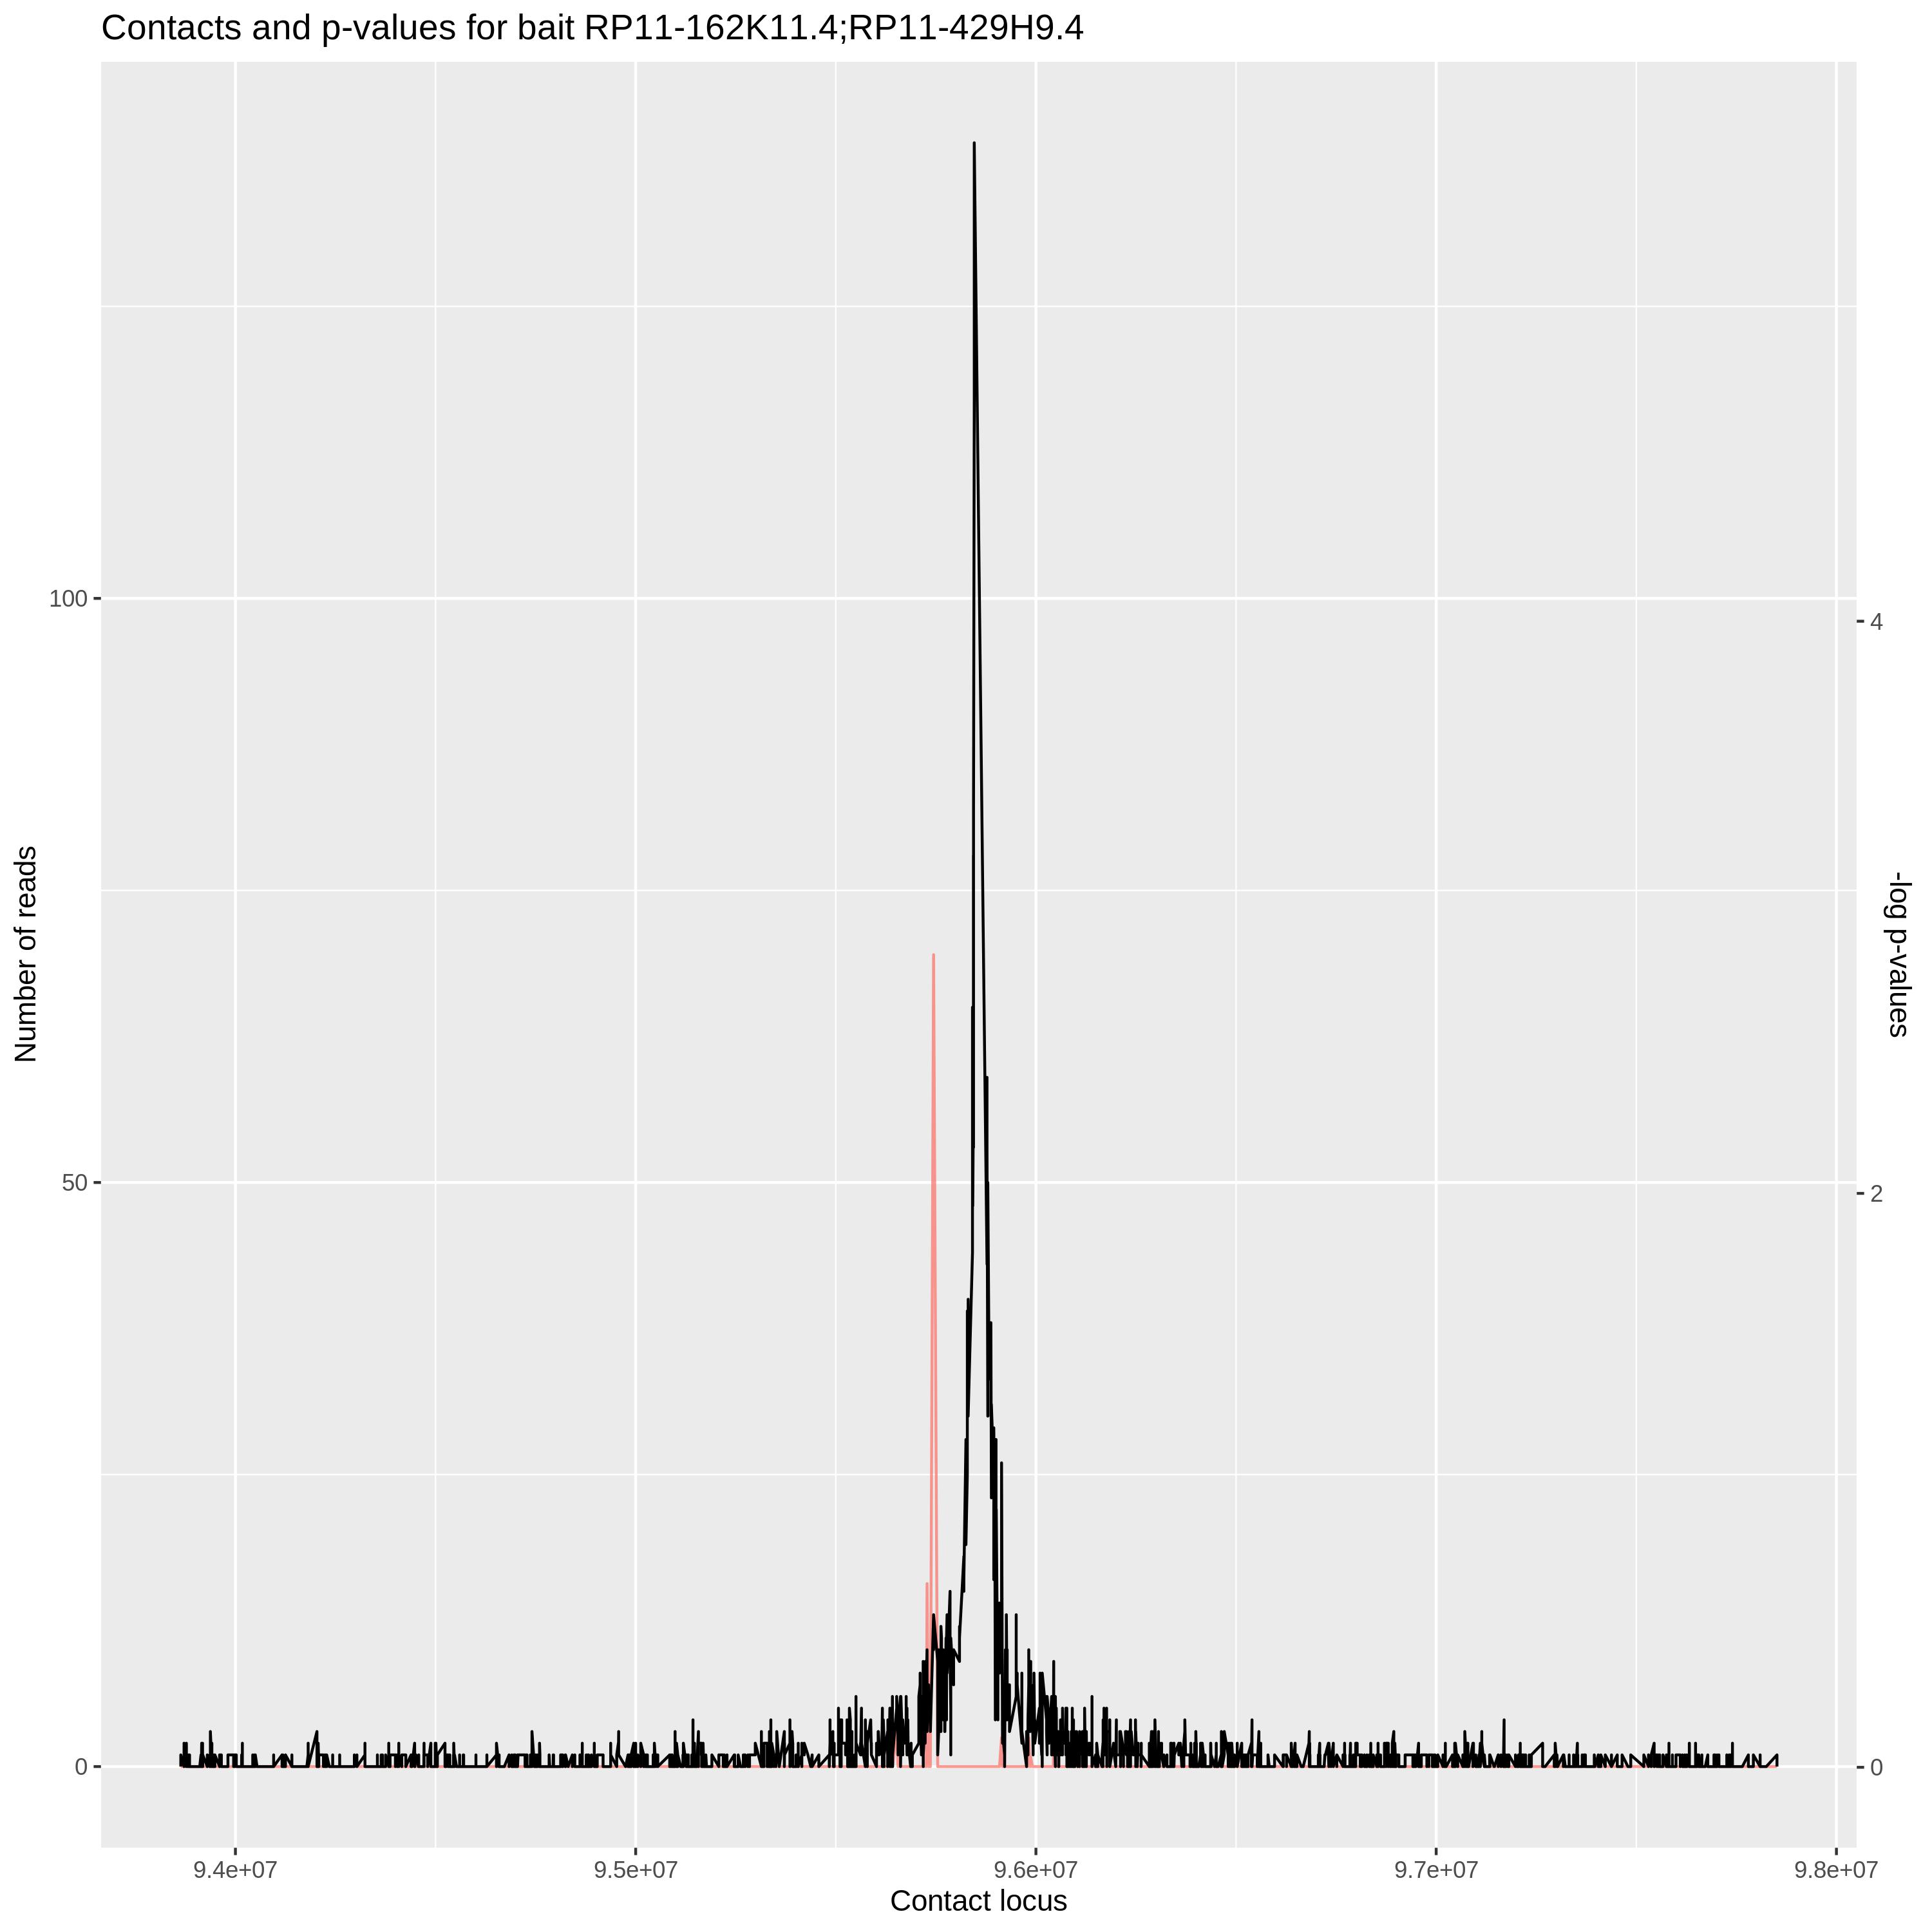 Contacts and p-values for bait RP11-162K11.4;RP11-429H9.4
Number of reads
100
50
0
4
2
0
-log p-values
9.4e+07 9.5e+07 9.6e+07 9.7e+07 9.8e+07
Contact locus